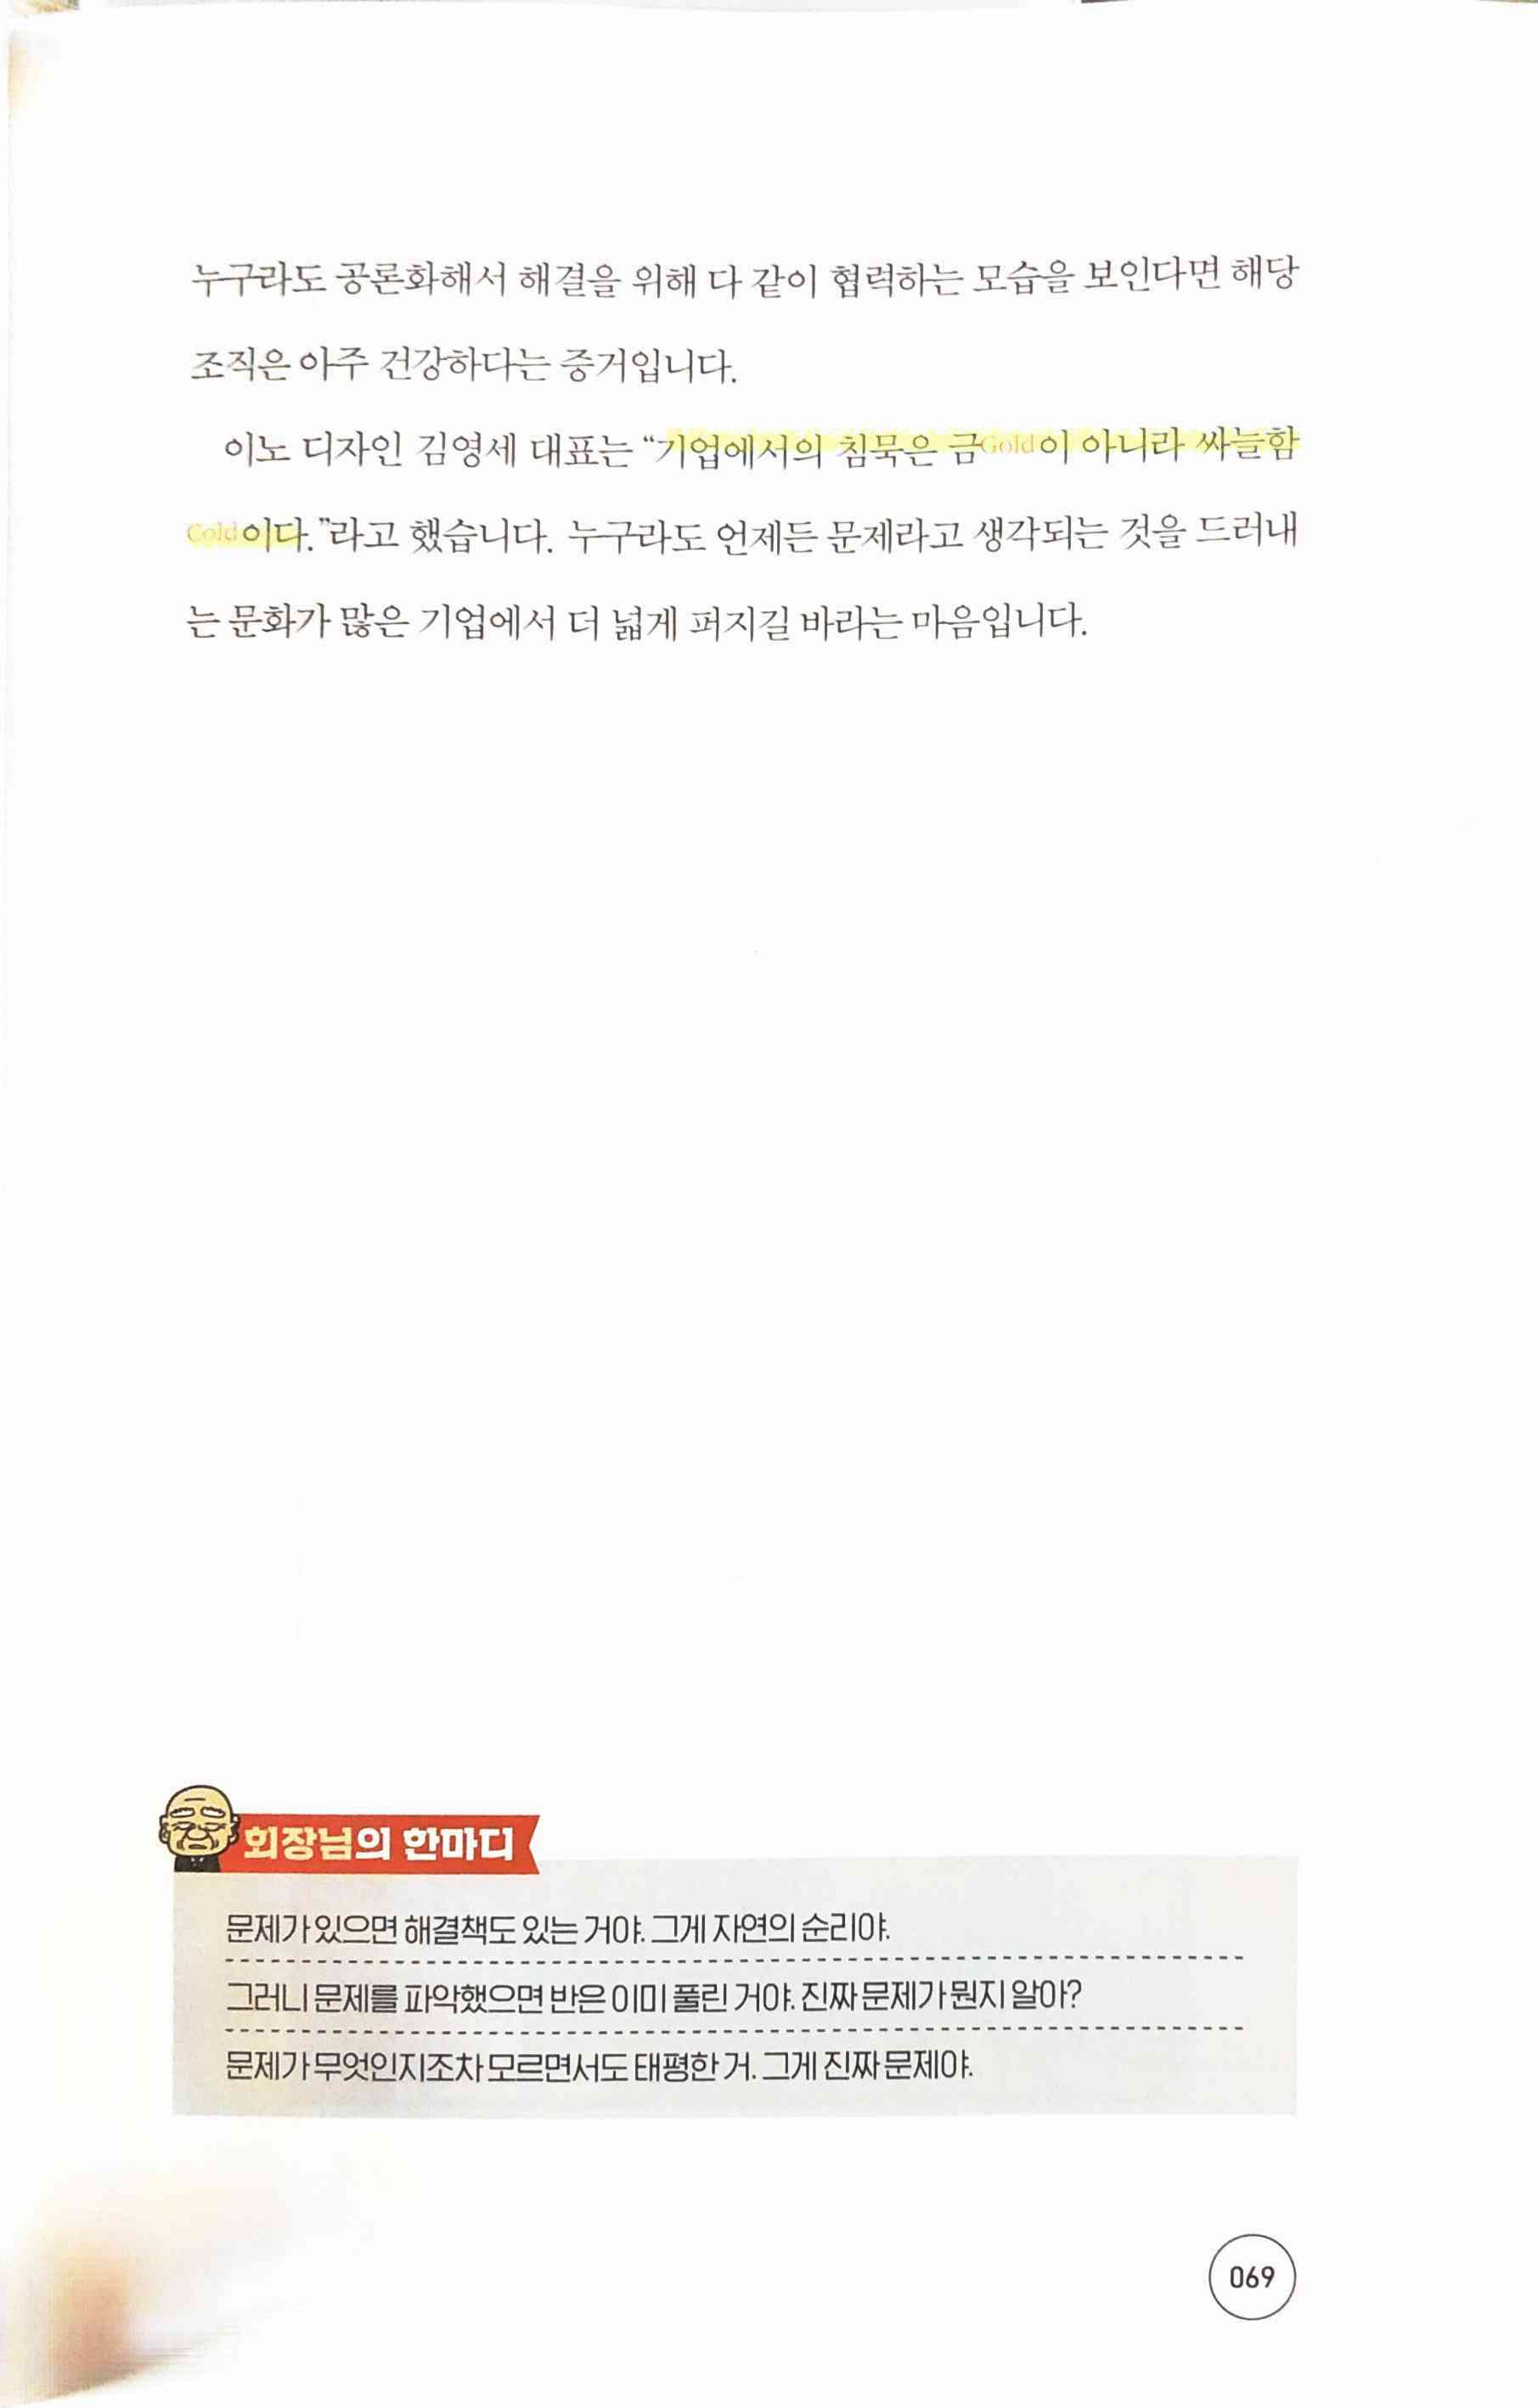 누구라도 공론화해서 해결을 위해 다 같이 협력하는 모습을 보인다면 해당
조직은 아주 건강하다는 증거입니다.
이노 디자인 김영세 대표는 “기업에서의 침묵은 금Gold이 아니라 싸늘함
Cold이다.”라고 했습니다. 누구라도 언제든 문제라고 생각되는 것을 드러내
는 문화가 많은 기업에서 더 넓게 퍼지길 바라는 마음입니다.
회장님의 한마디
문제가 있으면 해결책도 있는 거야. 그게 자연의 순리야.
그러니 문제를 파악했으면 반은 이미 풀린 거야. 진짜 문제가 뭔지 알아?
문제가 무엇인지조차 모르면서도 태평한 거. 그게 진짜 문제야.
069